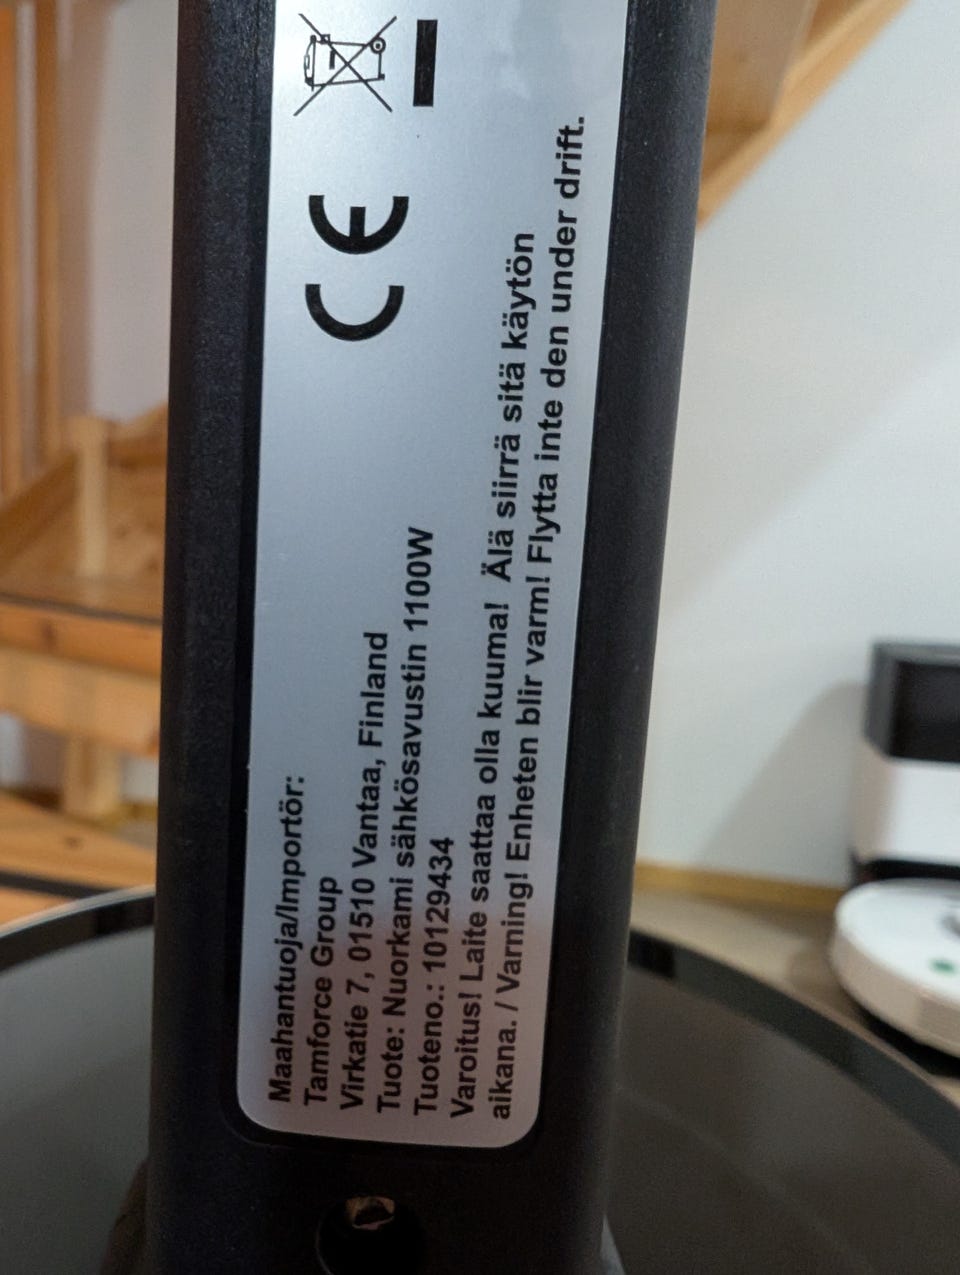 Maahantuoja/Importör:
Tamforce Group
Virkatie 7, 01510 Vantaa, Finland
Tuote: Nuorkami sähkösavustin 1100W
Tuoteno.: 10129434
Varoitus! Laite saattaa olla kuuma! Älä siirrä sitä käytön
aikana. / Varning! Enheten blir varm! Flytta inte den under drift.
CE